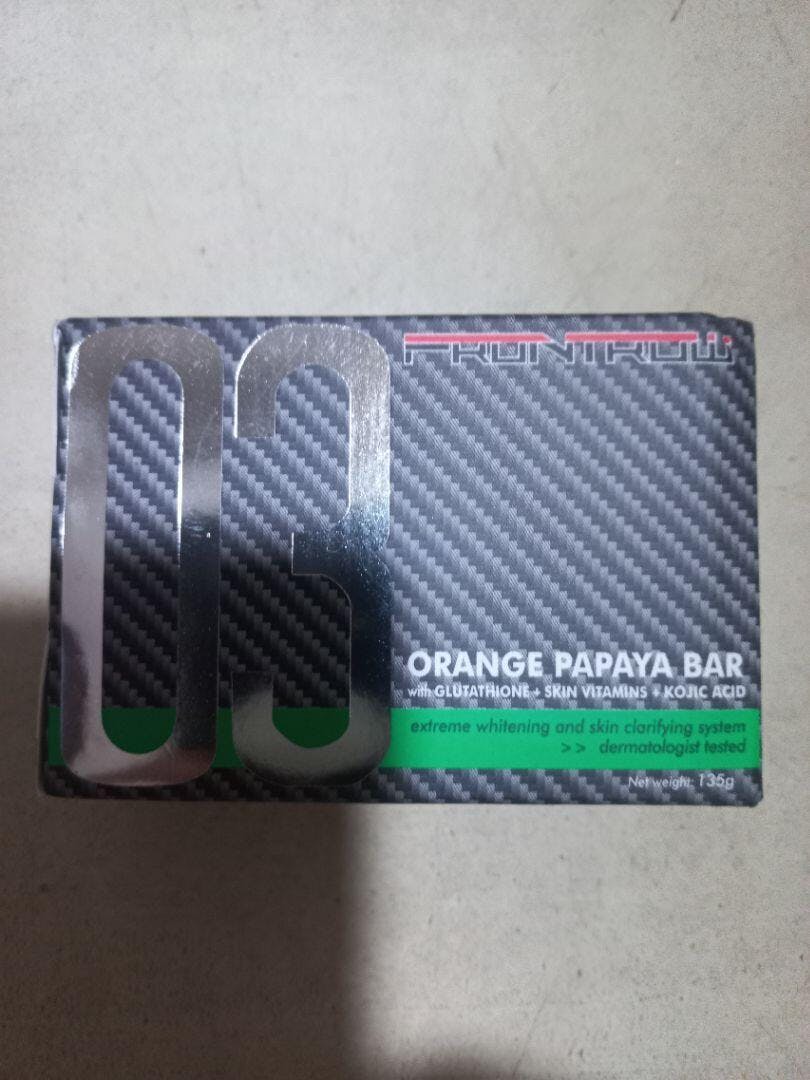 03
FRONTROW
ORANGE PAPAYA BAR
with GLUTATHIONE + SKIN VITAMINS + KOJIC ACID
extreme whitening and skin clarifying system
>> dermatologist tested
Net weight: 135g